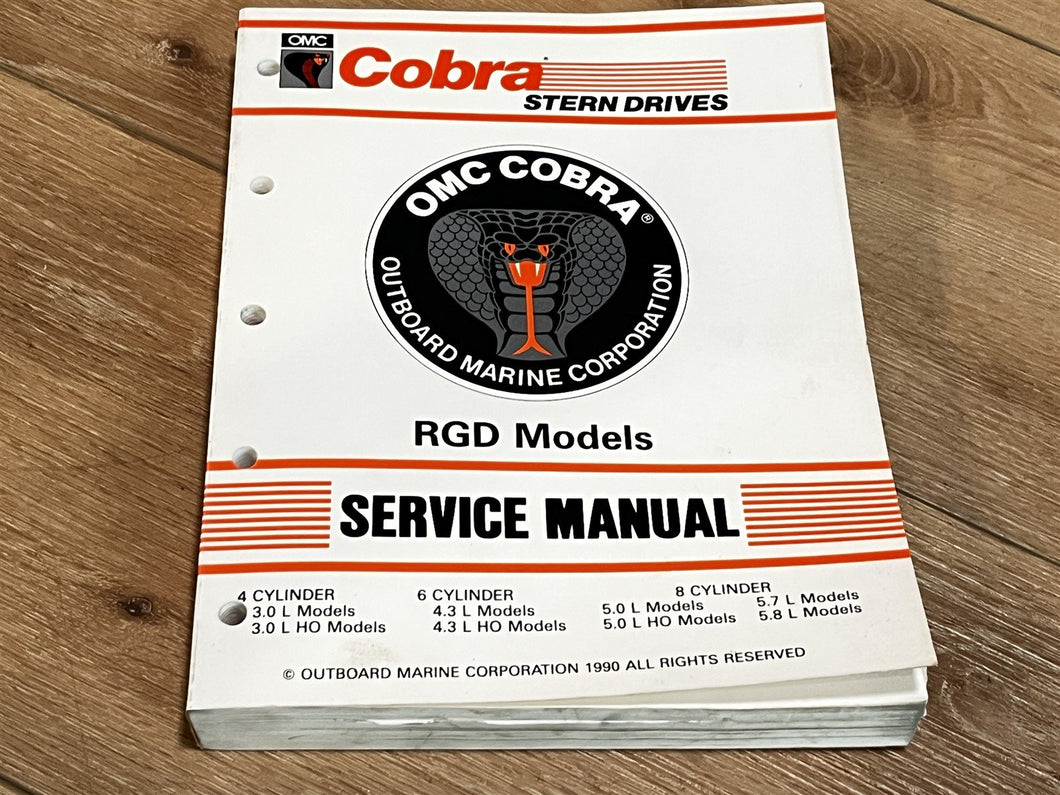 OMC
Cobra
STERN DRIVES
OMC COBRA®
OUTBOARD MARINE CORPORATION
RGD Models
SERVICE MANUAL
4 CYLINDER
3.0 L Models
3.0 L HO Models
6 CYLINDER
4.3 L Models
4.3 L HO Models
8 CYLINDER
5.0 L Models
5.0 L HO Models
5.7 L Models
5.8 L Models
© OUTBOARD MARINE CORPORATION 1990 ALL RIGHTS RESERVED